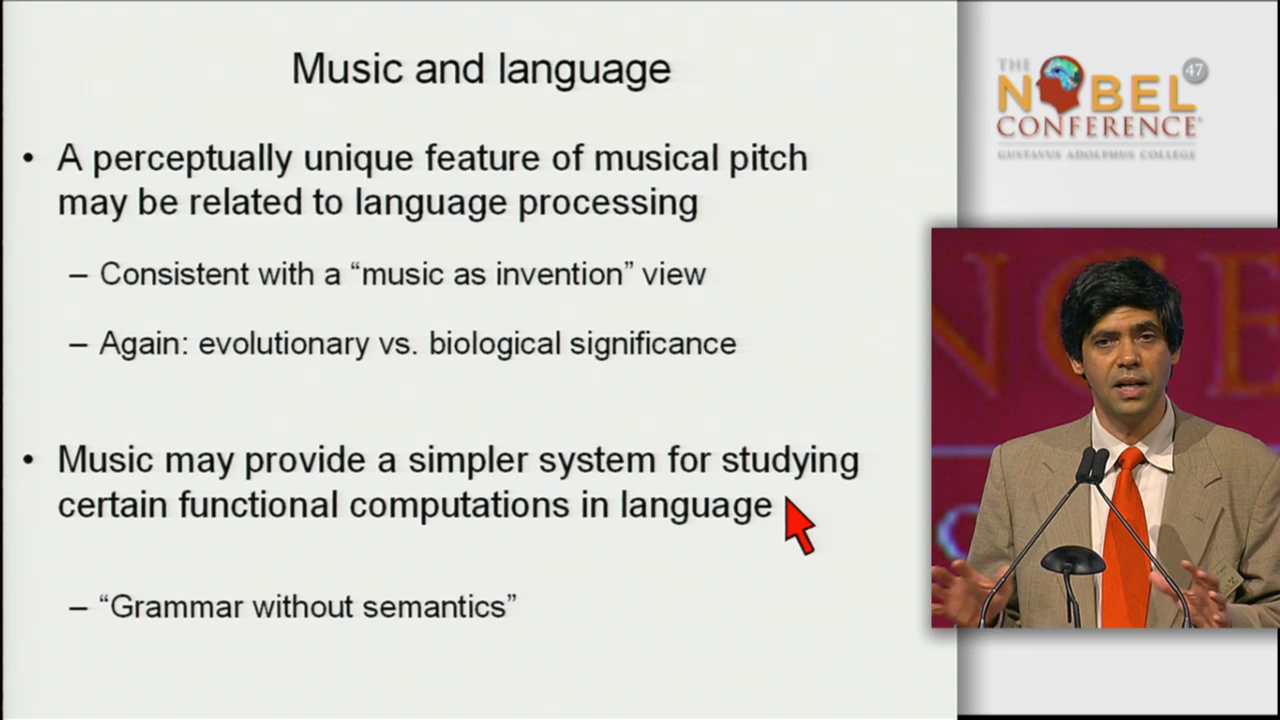 Music and language
• A perceptually unique feature of musical pitch
may be related to language processing
– Consistent with a “music as invention” view
– Again: evolutionary vs. biological significance
• Music may provide a simpler system for studying
certain functional computations in language
– “Grammar without semantics”
THE
47
NOBEL
CONFERENCE
GUSTAVUS ADOLPHUS COLLEGE
NCE